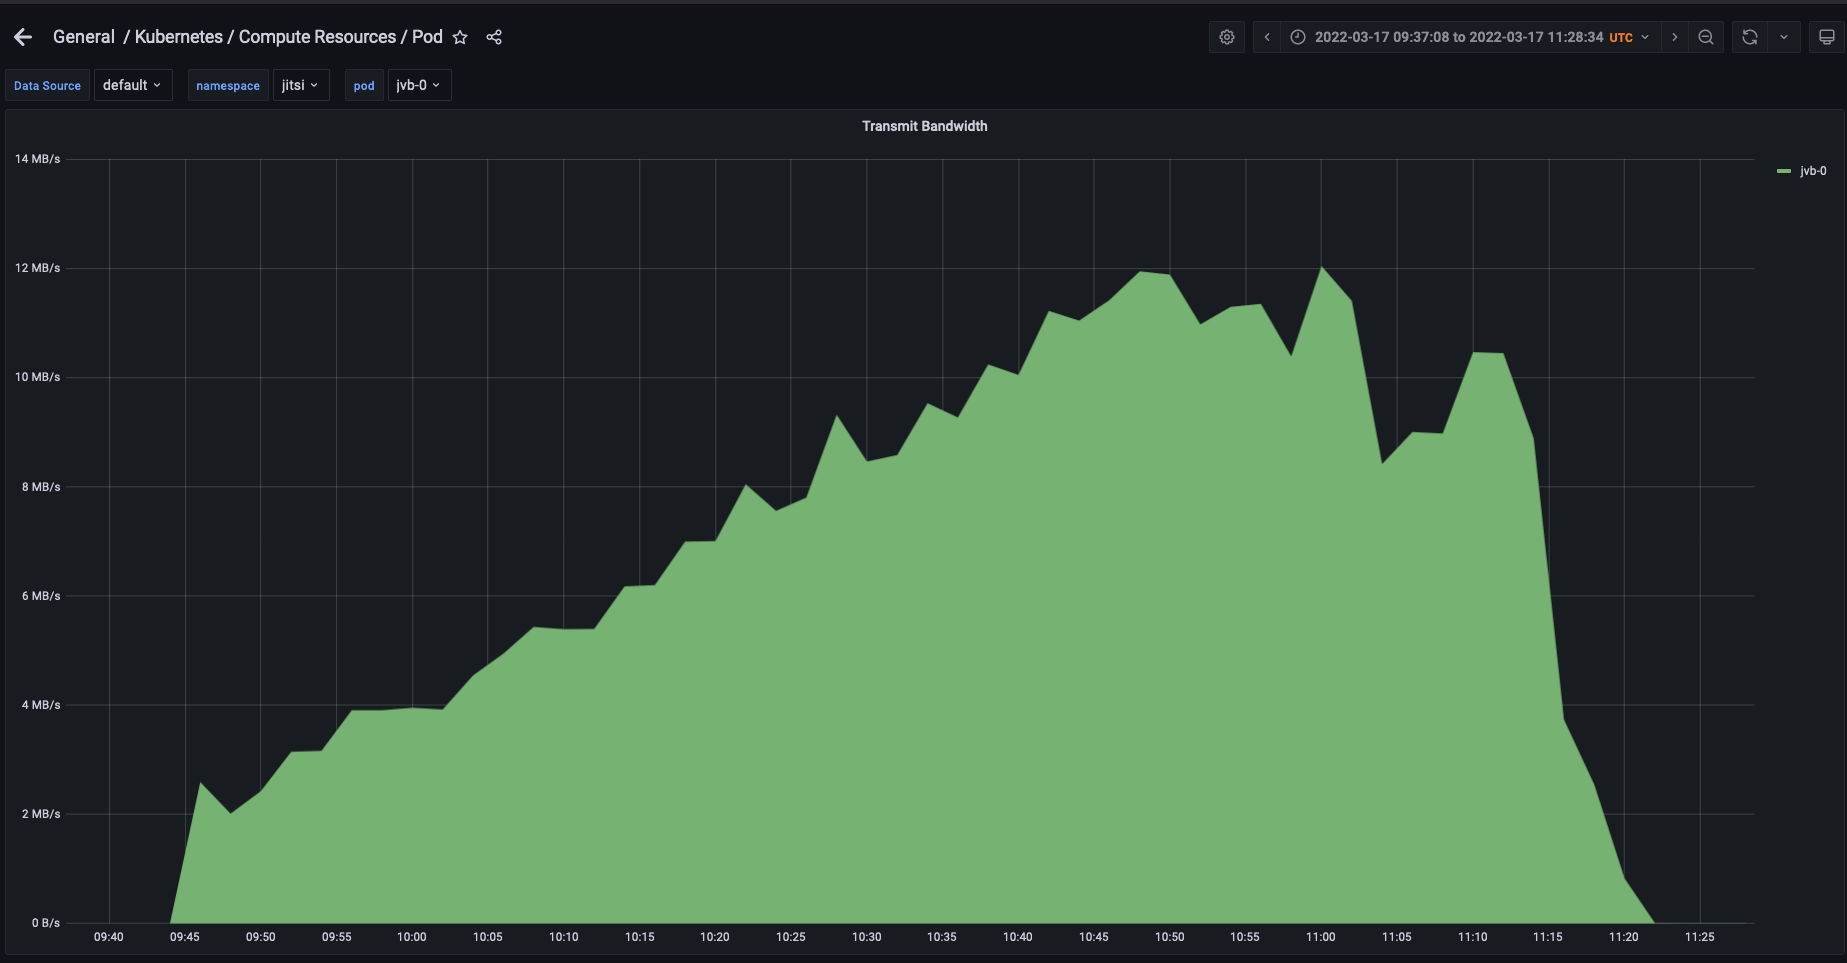 General / Kubernetes / Compute Resources / Pod
2022-03-17 09:37:08 to 2022-03-17 11:28:34 UTC
Data Source default namespace jitsi pod jvb-0
Transmit Bandwidth
14 MB/s
jvb-0
12 MB/s
10 MB/s
8 MB/s
6 MB/s
4 MB/s
2 MB/s
0 B/s
09:40 09:45 09:50 09:55 10:00 10:05 10:10 10:15 10:20 10:25 10:30 10:35 10:40 10:45 10:50 10:55 11:00 11:05 11:10 11:15 11:20 11:25